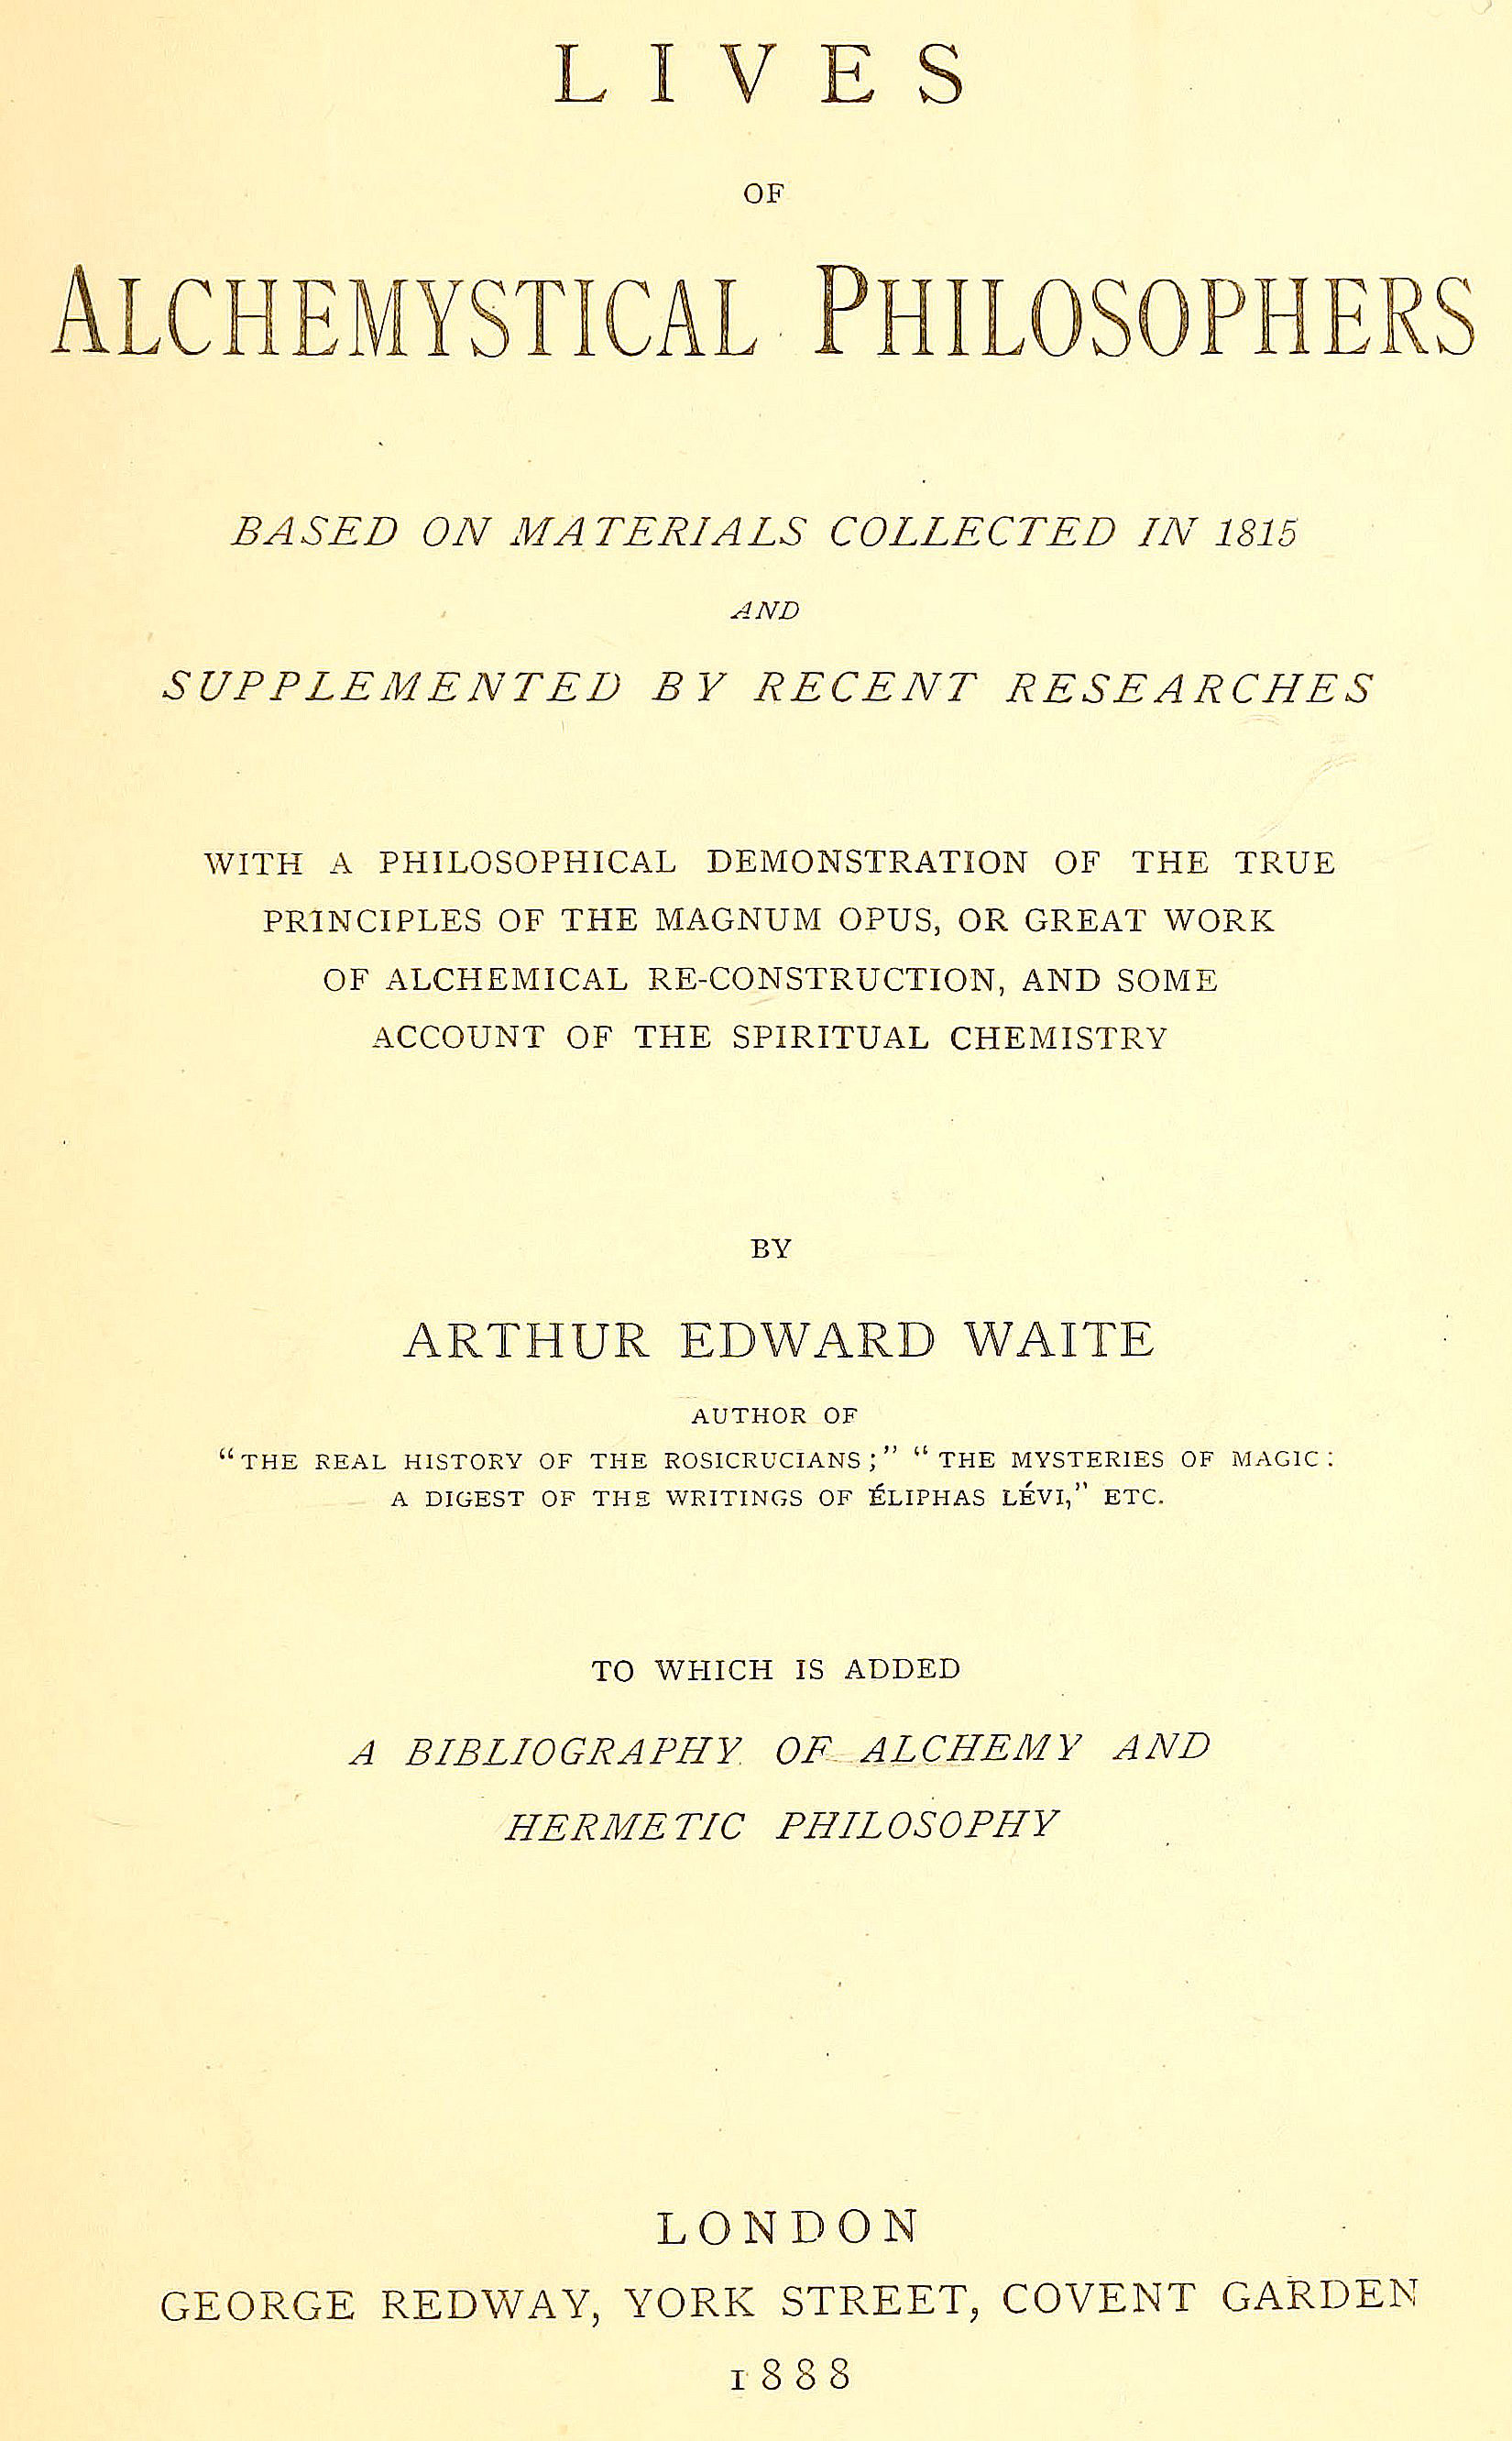 LIVES
OF
ALCHEMYSTICAL PHILOSOPHERS
BASED ON MATERIALS COLLECTED IN 1815
AND
SUPPLEMENTED BY RECENT RESEARCHES
WITH A PHILOSOPHICAL DEMONSTRATION OF THE TRUE
PRINCIPLES OF THE MAGNUM OPUS, OR GREAT WORK
OF ALCHEMICAL RE-CONSTRUCTION, AND SOME
ACCOUNT OF THE SPIRITUAL CHEMISTRY
BY
ARTHUR EDWARD WAITE
AUTHOR OF
“THE REAL HISTORY OF THE ROSICRUCIANS;” “THE MYSTERIES OF MAGIC:
A DIGEST OF THE WRITINGS OF ÉLIPHAS LÉVI,” ETC.
TO WHICH IS ADDED
A BIBLIOGRAPHY OF ALCHEMY AND
HERMETIC PHILOSOPHY
LONDON
GEORGE REDWAY, YORK STREET, COVENT GARDEN
1888